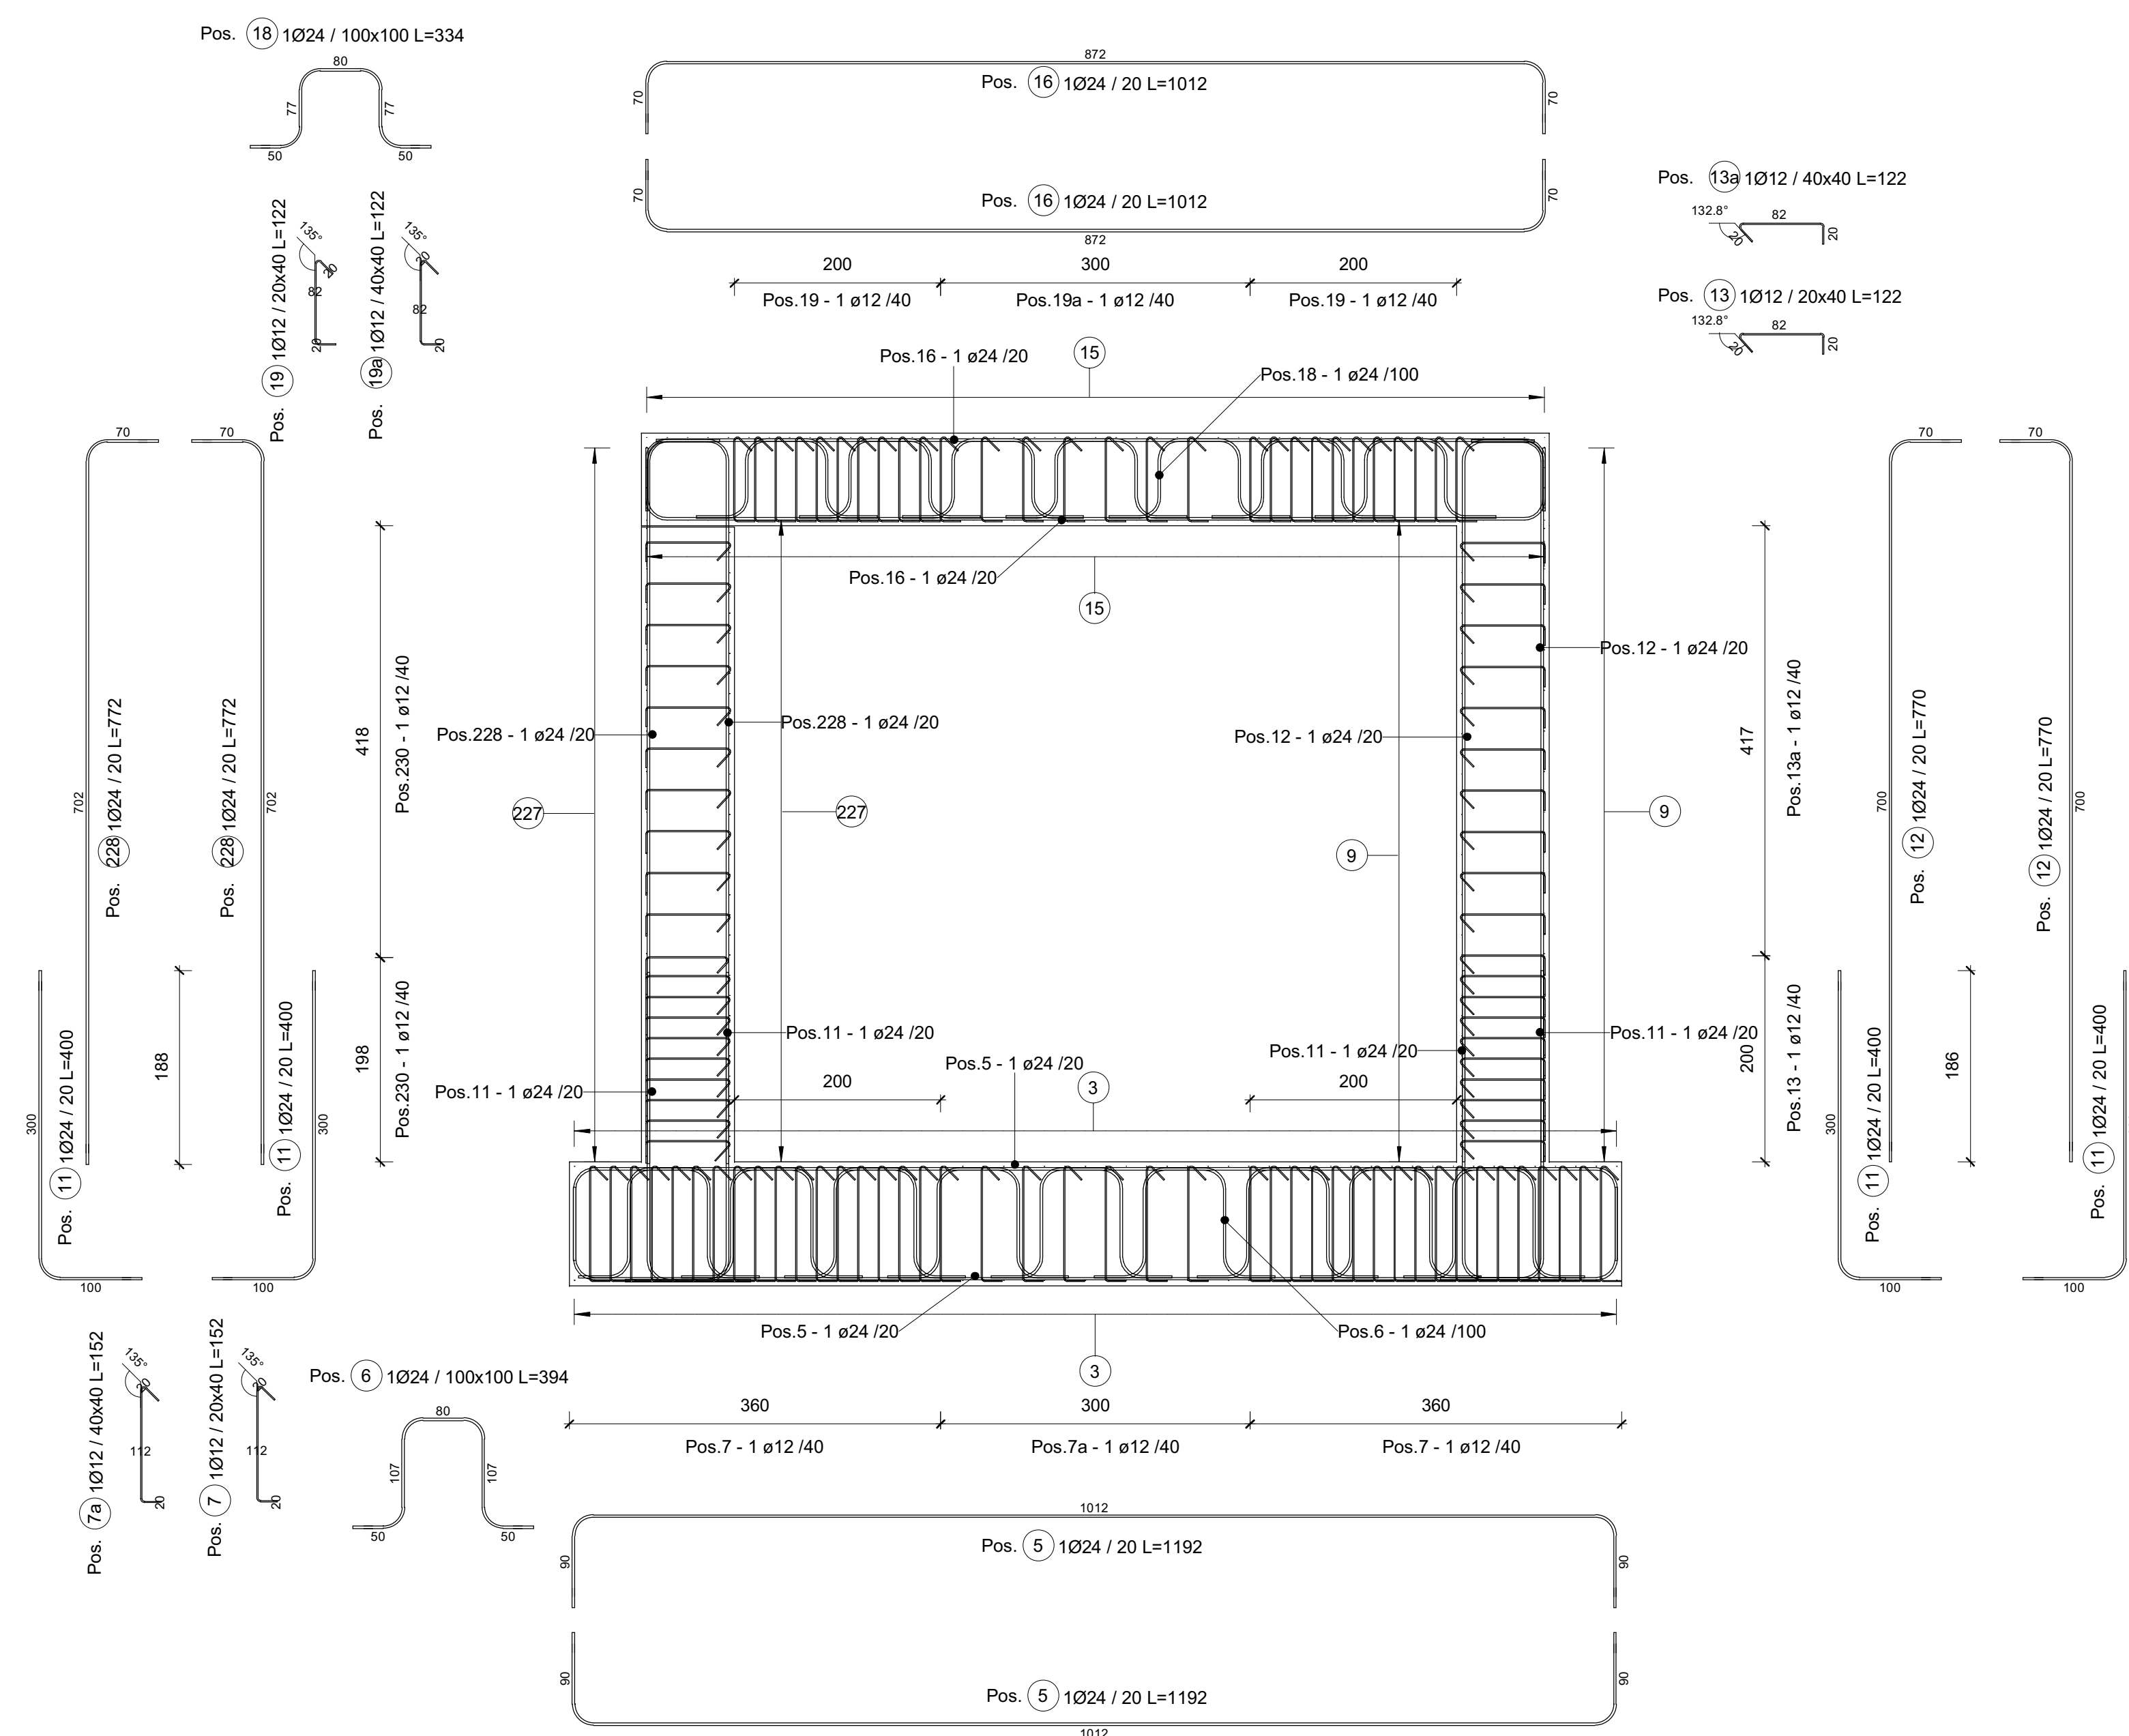 Pos. 18 1Ø24 / 100x100 L=334
80
77
77
50
50
872
Pos. 16 1Ø24 / 20 L=1012
70
70
70
70
Pos. 16 1Ø24 / 20 L=1012
872
200
300
200
Pos.19 - 1 ø12 /40
Pos.19a - 1 ø12 /40
Pos.19 - 1 ø12 /40
Pos. 13a 1Ø12 / 40x40 L=122
132.8°
82
20
20
Pos. 13 1Ø12 / 20x40 L=122
132.8°
82
20
20
Pos. 19 1Ø12 / 20x40 L=122
135°
20
82
20
Pos. 19a 1Ø12 / 40x40 L=122
135°
20
82
20
Pos.16 - 1 ø24 /20
15
Pos.18 - 1 ø24 /100
Pos.16 - 1 ø24 /20
15
70
70
702
702
Pos. 228 1Ø24 / 20 L=772
Pos. 228 1Ø24 / 20 L=772
418
Pos.230 - 1 ø12 /40
198
Pos.230 - 1 ø12 /40
188
300
300
Pos. 11 1Ø24 / 20 L=400
Pos. 11 1Ø24 / 20 L=400
100
100
Pos.228 - 1 ø24 /20
Pos.228 - 1 ø24 /20
227
227
Pos.12 - 1 ø24 /20
Pos.12 - 1 ø24 /20
9
9
Pos.11 - 1 ø24 /20
Pos.11 - 1 ø24 /20
Pos.11 - 1 ø24 /20
Pos.11 - 1 ø24 /20
Pos.5 - 1 ø24 /20
200
200
3
Pos.5 - 1 ø24 /20
Pos.6 - 1 ø24 /100
3
70
70
700
700
Pos. 12 1Ø24 / 20 L=770
Pos. 12 1Ø24 / 20 L=770
417
Pos.13a - 1 ø12 /40
200
Pos.13 - 1 ø12 /40
186
300
Pos. 11 1Ø24 / 20 L=400
Pos. 11 1Ø24 / 20 L=400
100
100
Pos. 7a 1Ø12 / 40x40 L=152
135°
20
112
20
Pos. 7 1Ø12 / 20x40 L=152
135°
20
112
20
Pos. 6 1Ø24 / 100x100 L=394
80
107
107
50
50
360
300
360
Pos.7 - 1 ø12 /40
Pos.7a - 1 ø12 /40
Pos.7 - 1 ø12 /40
1012
Pos. 5 1Ø24 / 20 L=1192
90
90
90
90
Pos. 5 1Ø24 / 20 L=1192
1012